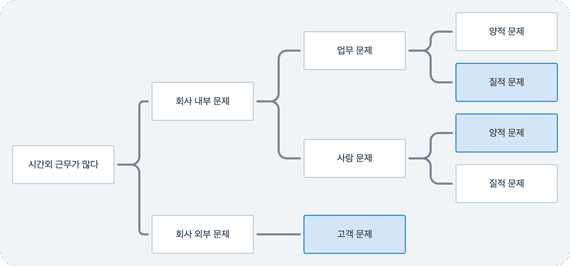 시간외 근무가 많다
회사 내부 문제
업무 문제
양적 문제
질적 문제
사람 문제
양적 문제
질적 문제
회사 외부 문제
고객 문제